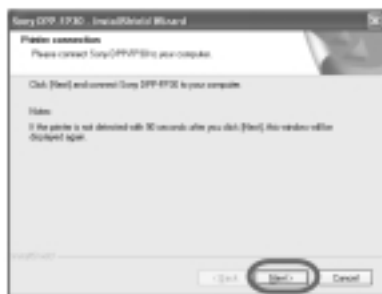 Sony DPP-FP30 - InstallShield Wizard
Printer connection
Please connect Sony DPP-FP30 to your computer.
Click [Next] and connect Sony DPP-FP30 to your computer.
Note:
If the printer is not detected with 90 seconds after you click [Next], this window will be
displayed again.
InstallShield
< Back
Next >
Cancel